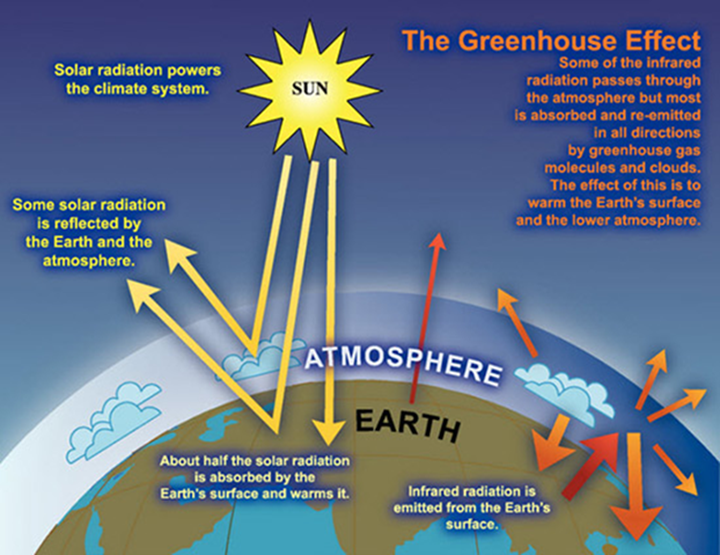 The Greenhouse Effect
Some of the infrared
radiation passes through
the atmosphere but most
is absorbed and re-emitted
in all directions
by greenhouse gas
molecules and clouds.
The effect of this is to
warm the Earth's surface
and the lower atmosphere.
Solar radiation powers
the climate system.
SUN
Some solar radiation
is reflected by
the Earth and the
atmosphere.
ATMOSPHERE
EARTH
About half the solar radiation
is absorbed by the
Earth's surface and warms it.
Infrared radiation is
emitted from the Earth's
surface.